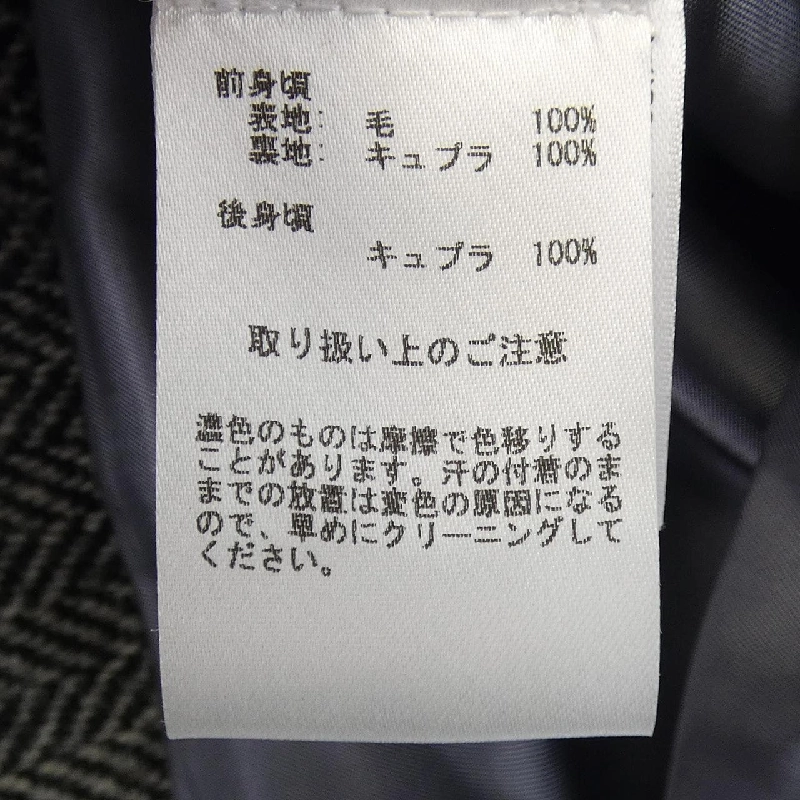 前身頃
表地: 毛 100%
裏地: キュプラ 100%
後身頃
キュプラ 100%
取り扱い上のご注意
濃色のものは摩擦で色移りする
ことがあります。汗の付着のま
までの放置は変色の原因になる
ので、早めにクリーニングして
ください。